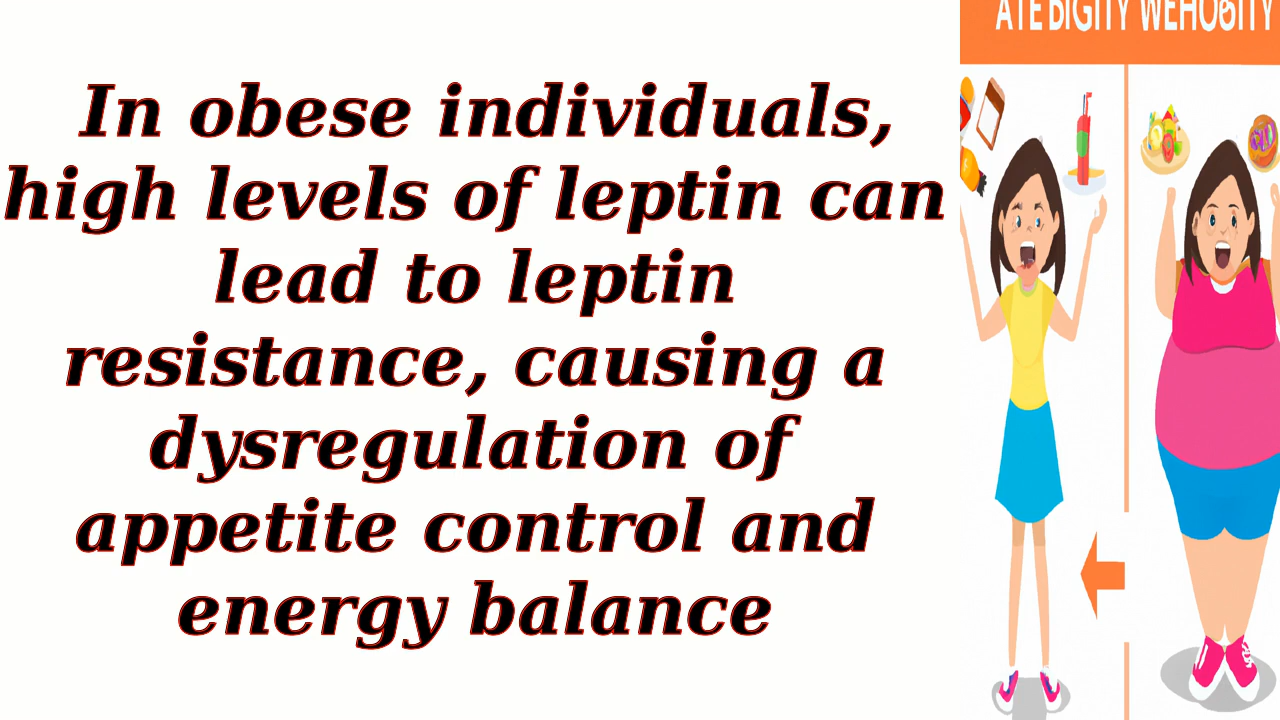 In obese individuals,
high levels of leptin can
lead to leptin
resistance, causing a
dysregulation of
appetite control and
energy balance